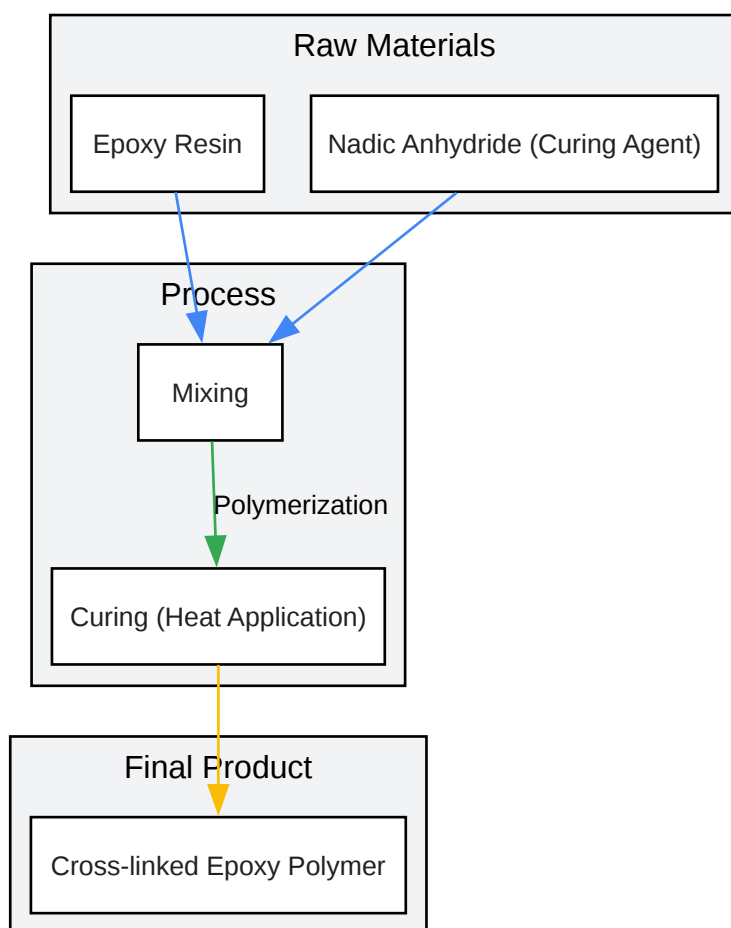 Raw Materials
Epoxy Resin
Nadic Anhydride (Curing Agent)
Process
Mixing
Polymerization
Curing (Heat Application)
Final Product
Cross-linked Epoxy Polymer